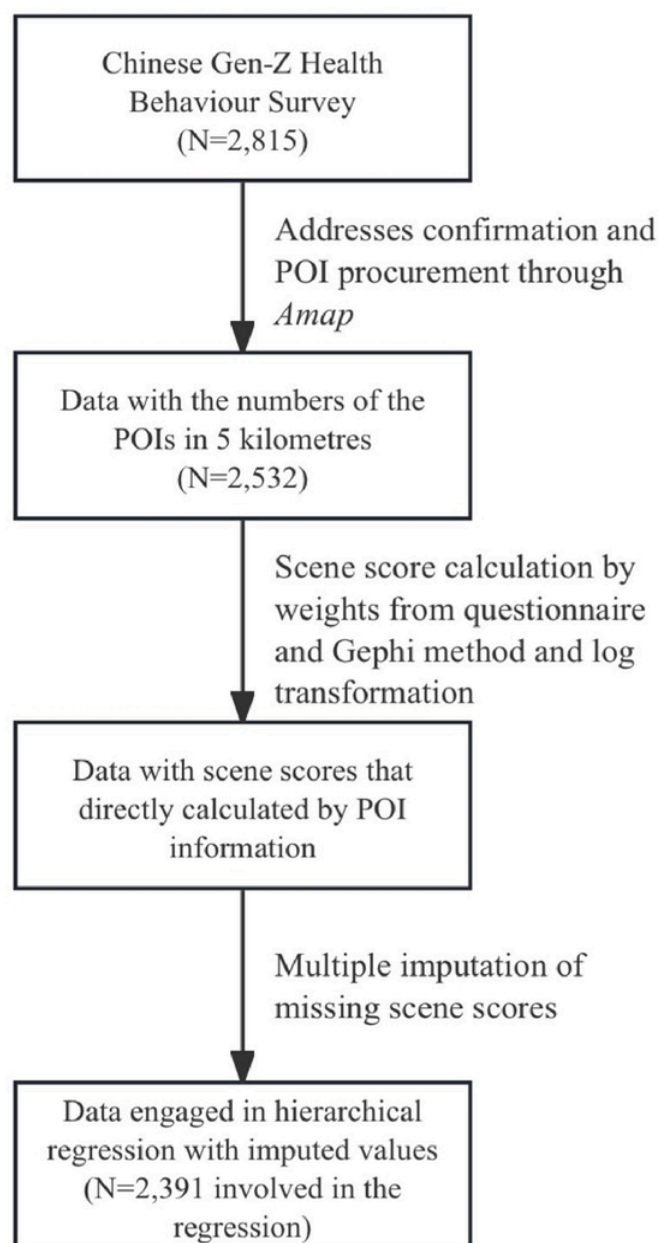 Chinese Gen-Z Health
Behaviour Survey
(N=2,815)
Addresses confirmation and
POI procurement through
Amap
Data with the numbers of the
POIs in 5 kilometres
(N=2,532)
Scene score calculation by
weights from questionnaire
and Gephi method and log
transformation
Data with scene scores that
directly calculated by POI
information
Multiple imputation of
missing scene scores
Data engaged in hierarchical
regression with imputed values
(N=2,391 involved in the
regression)